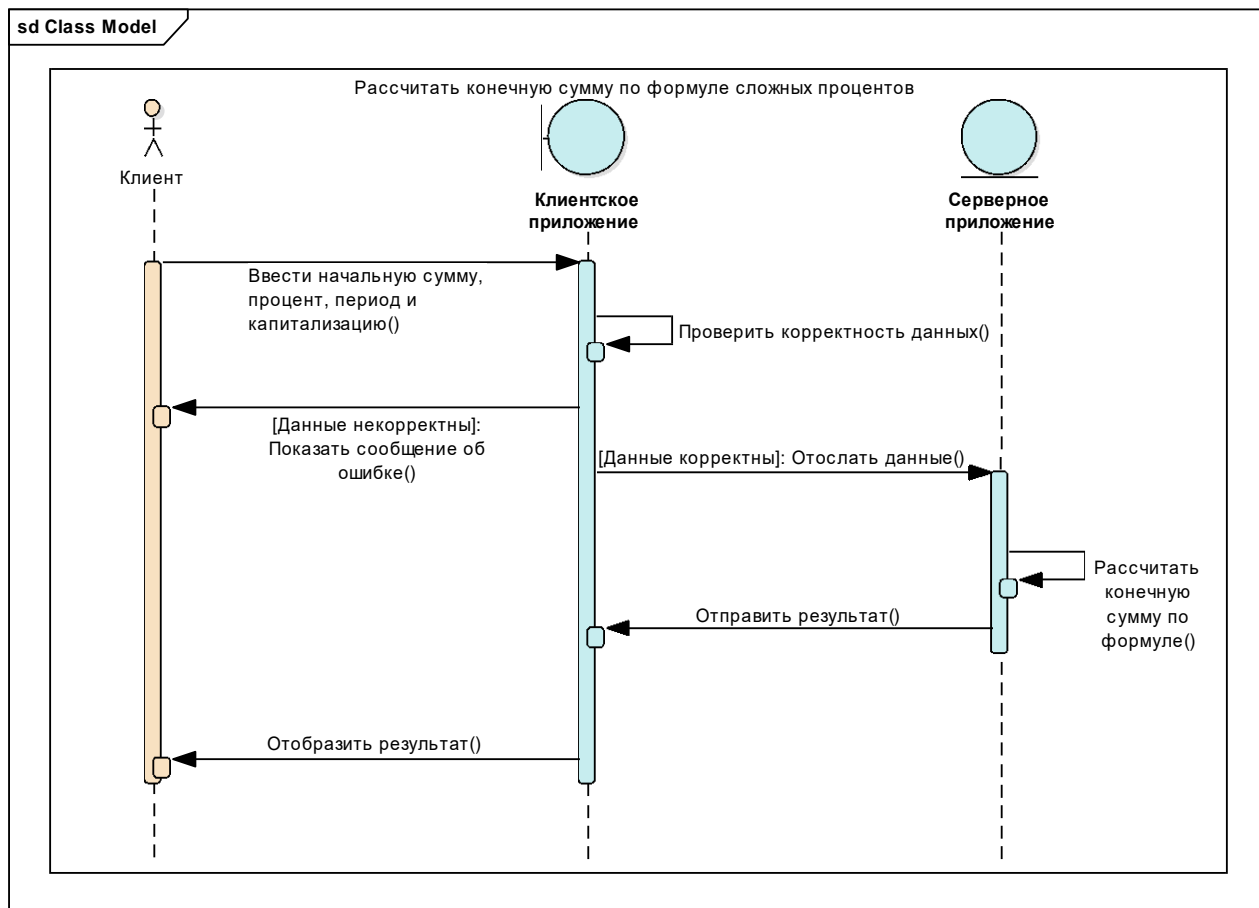 sd Class Model
Рассчитать конечную сумму по формуле сложных процентов
Клиент
Клиентское
приложение
Серверное
приложение
Ввести начальную сумму,
процент, период и
капитализацию()
Проверить корректность данных()
[Данные некорректны]:
Показать сообщение об
ошибке()
[Данные корректны]: Отослать данные()
Рассчитать
конечную
сумму по
формуле()
Отправить результат()
Отобразить результат()